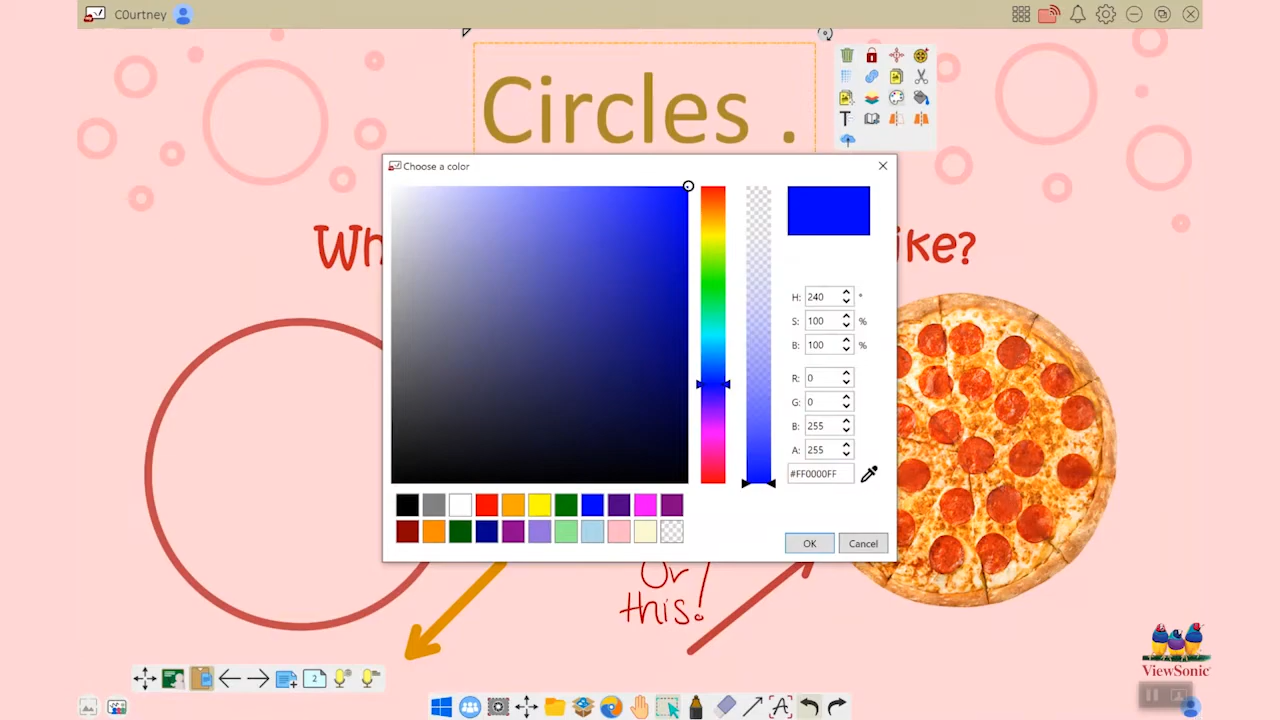 C0urtney
Circles .
Choose a color
Wh
ike?
H: 240 °
S: 100 %
B: 100 %
R: 0
G: 0
B: 255
A: 255
#FF0000FF
OK Cancel
Or
this!
ViewSonic
2